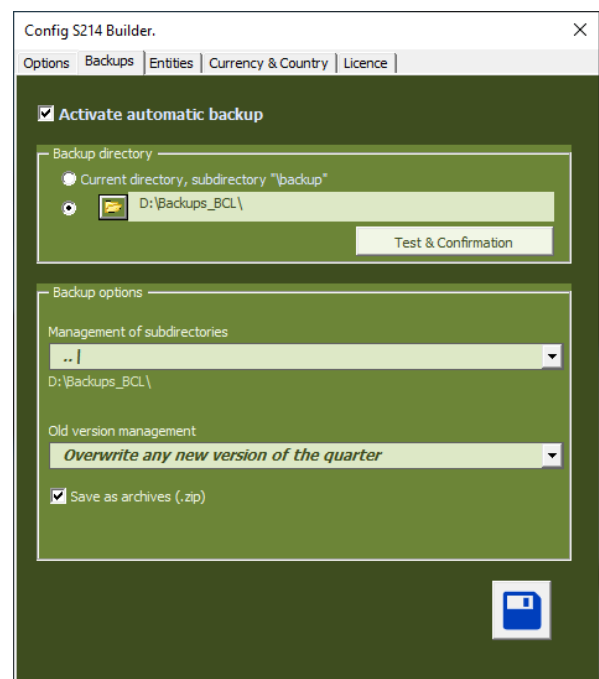 Config S214 Builder.
Options Backups Entities Currency & Country Licence
Activate automatic backup
Backup directory
Current directory, subdirectory "\backup"
D:\Backups_BCL\
Test & Confirmation
Backup options
Management of subdirectories
.. |
D:\Backups_BCL\
Old version management
Overwrite any new version of the quarter
Save as archives (.zip)